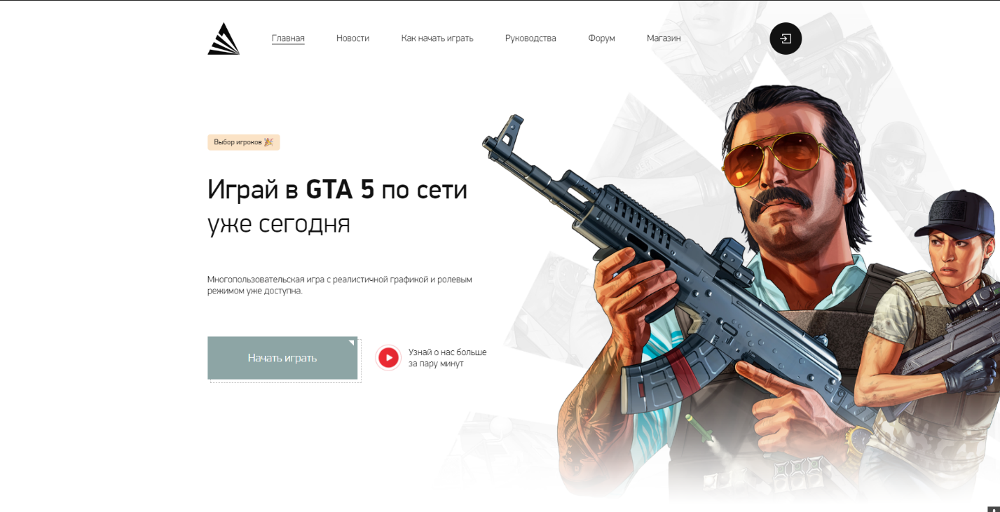 Главная
Новости
Как начать играть
Руководства
Форум
Магазин
Выбор игроков
Играй в GTA 5 по сети
уже сегодня
Многопользовательская игра с реалистичной графикой и ролевым
режимом уже доступна.
Начать играть
Узнай о нас больше
за пару минут